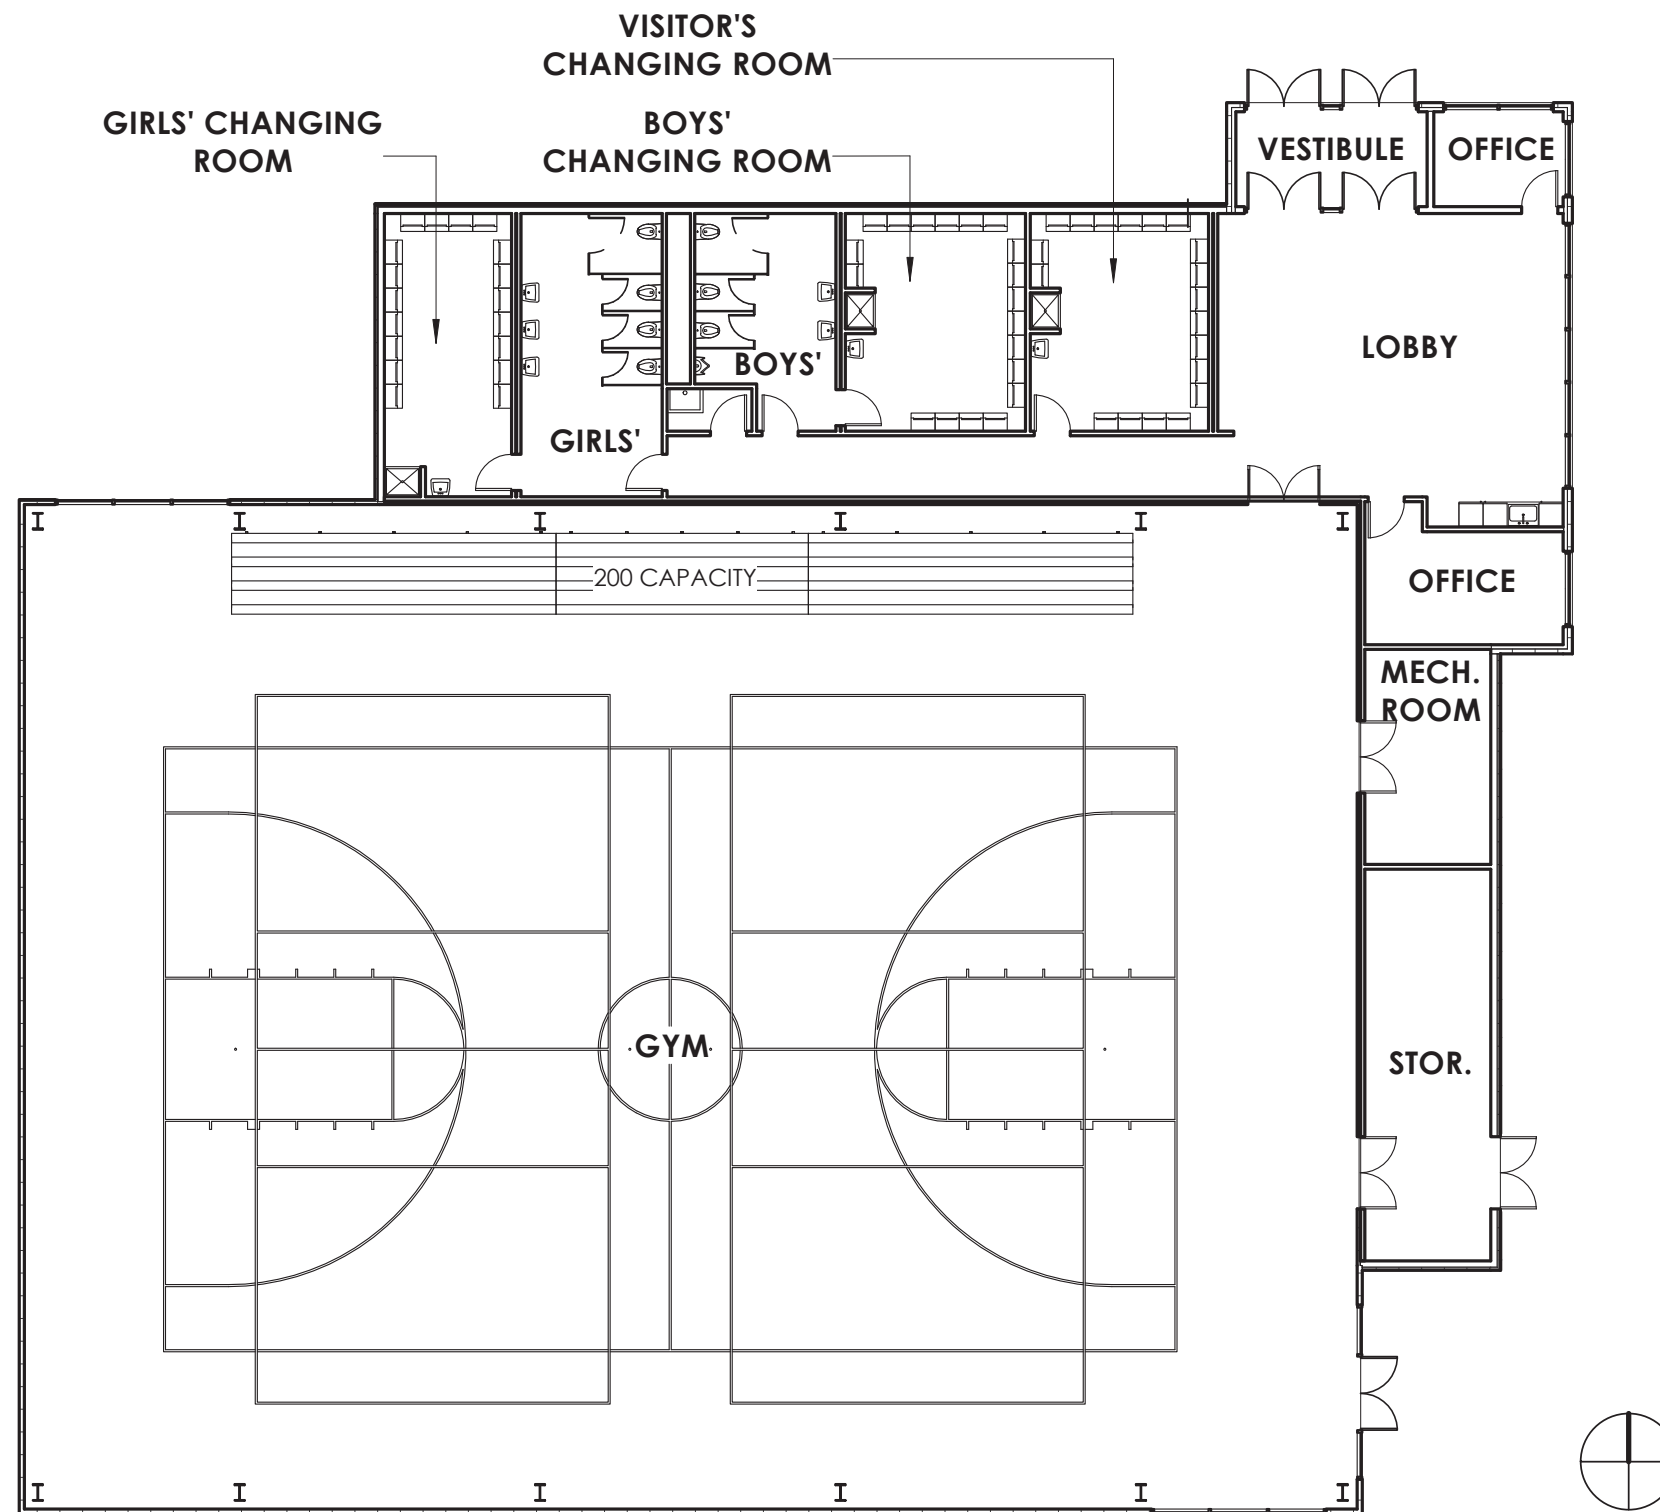 VISITOR'S
CHANGING ROOM
GIRLS' CHANGING
ROOM
BOYS'
CHANGING ROOM
VESTIBULE
OFFICE
LOBBY
BOYS'
GIRLS'
200 CAPACITY
OFFICE
MECH.
ROOM
GYM
STOR.